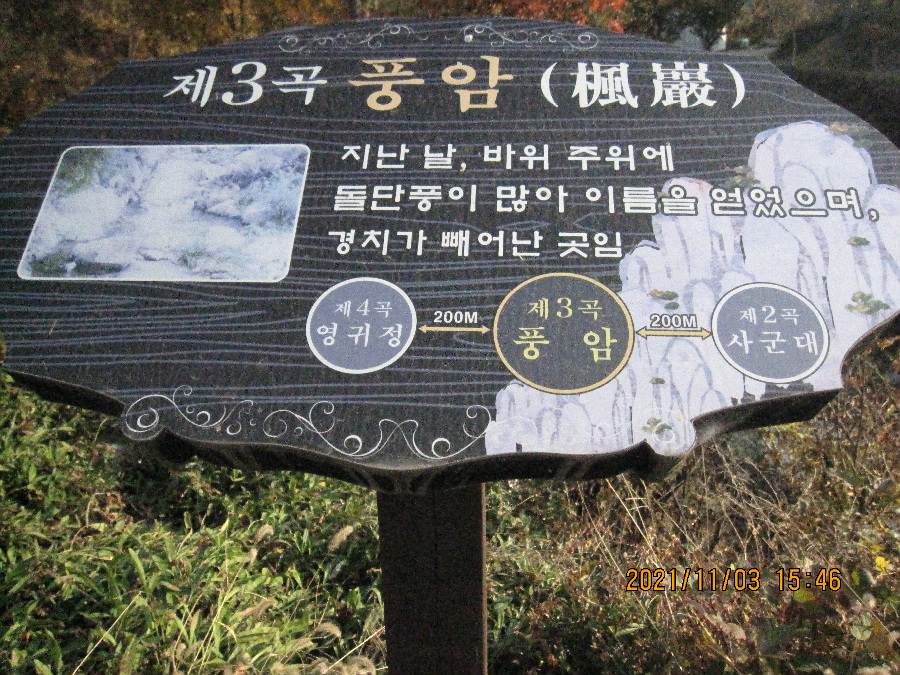 제3곡 풍암 (楓巖)
지난 날, 바위 주위에
돌단풍이 많아 이름을 얻었으며,
경치가 빼어난 곳임
제4곡
영귀정
200M
제3곡
풍 암
200M
제2곡
사군대
2021/11/03 15:46